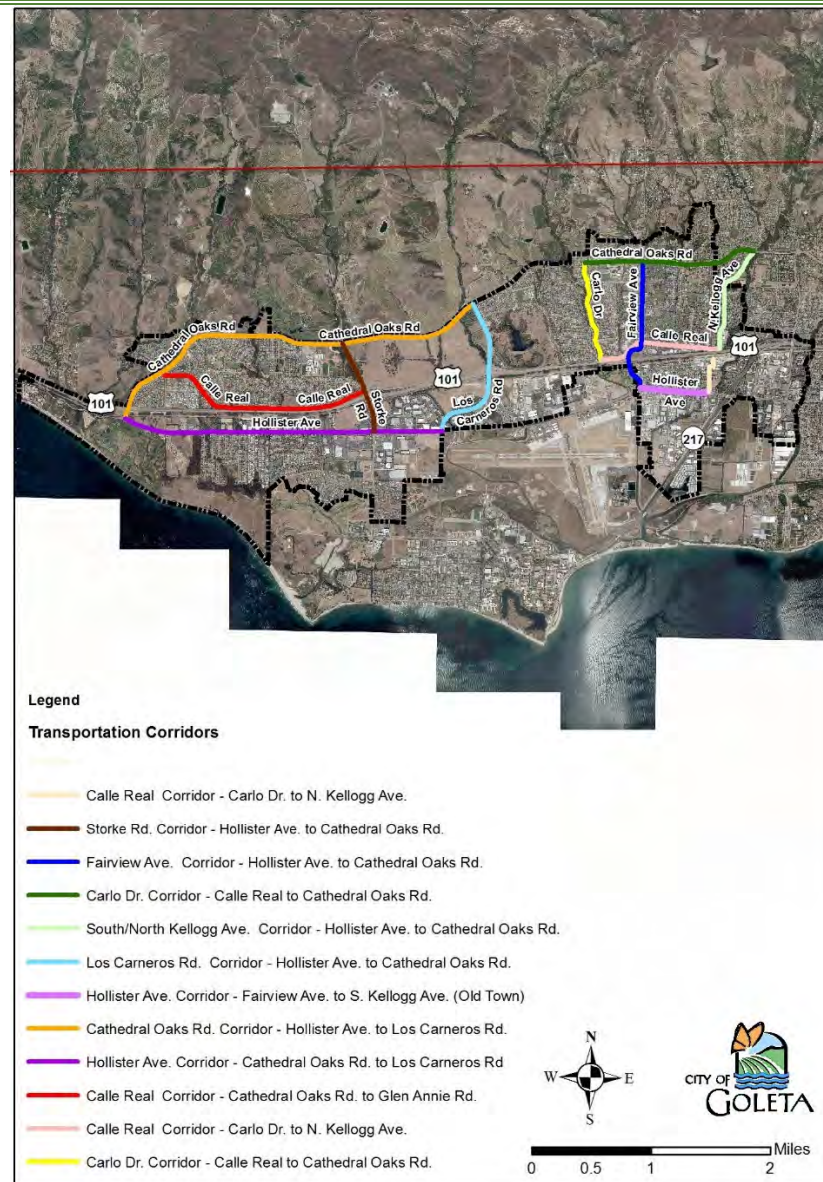 Cathedral Oaks Rd
Carlo Dr
Fairview Ave
N Kellogg Ave
Calle Real
101
Hollister
Ave
217
Cathedral Oaks Rd
Cathedral Oaks Rd
Calle Real
Calle Real
Storke
Rd
101
Los
Carneros Rd
101
Hollister Ave
Legend
Transportation Corridors
Calle Real Corridor - Carlo Dr. to N. Kellogg Ave.
Storke Rd. Corridor - Hollister Ave. to Cathedral Oaks Rd.
Fairview Ave. Corridor - Hollister Ave. to Cathedral Oaks Rd.
Carlo Dr. Corridor - Calle Real to Cathedral Oaks Rd.
South/North Kellogg Ave. Corridor - Hollister Ave. to Cathedral Oaks Rd.
Los Carneros Rd. Corridor - Hollister Ave. to Cathedral Oaks Rd.
Hollister Ave. Corridor - Fairview Ave. to S. Kellogg Ave. (Old Town)
Cathedral Oaks Rd. Corridor - Hollister Ave. to Los Carneros Rd.
Hollister Ave. Corridor - Cathedral Oaks Rd. to Los Carneros Rd
Calle Real Corridor - Cathedral Oaks Rd. to Glen Annie Rd.
Calle Real Corridor - Carlo Dr. to N. Kellogg Ave.
Carlo Dr. Corridor - Calle Real to Cathedral Oaks Rd.
N
W E
S
CITY OF
GOLETA
Miles
0 0.5 1 2